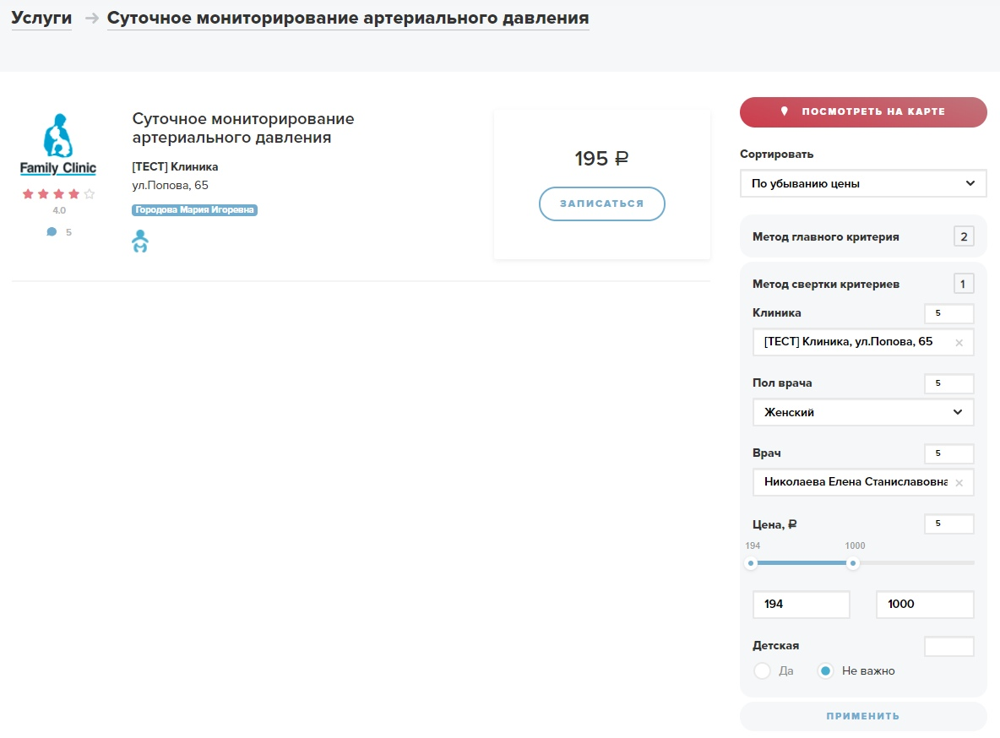 Услуги → Суточное мониторирование артериального давления
Family Clinic
4.0
5
Суточное мониторирование
артериального давления
[ТЕСТ] Клиника
ул.Попова, 65
Городова Мария Игоревна
195 ₽
ЗАПИСАТЬСЯ
ПОСМОТРЕТЬ НА КАРТЕ
Сортировать
По убыванию цены
Метод главного критерия 2
Метод свертки критериев 1
Клиника 5
[ТЕСТ] Клиника, ул.Попова, 65 ×
Пол врача 5
Женский
Врач 5
Николаева Елена Станиславовна ×
Цена, ₽ 5
194 1000
194 1000
Детская
Да Не важно
ПРИМЕНИТЬ